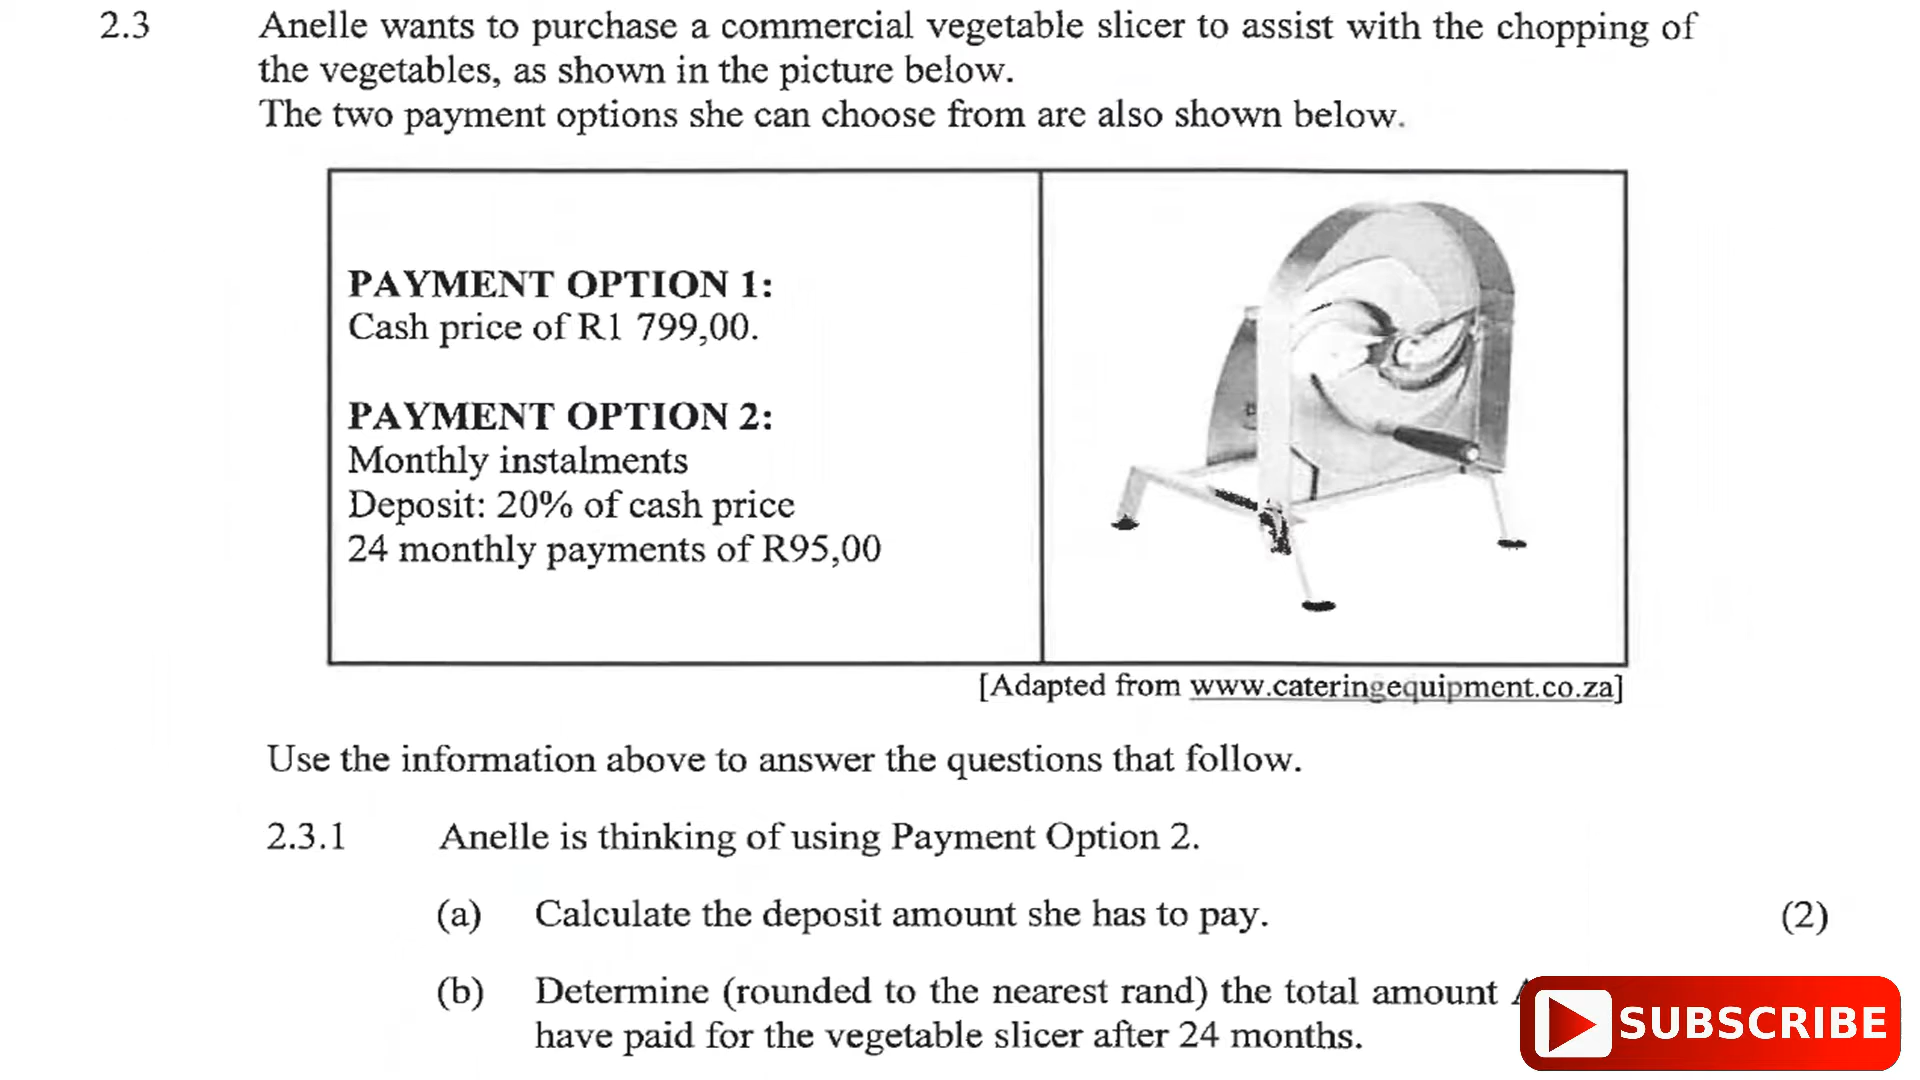 2.3 Anelle wants to purchase a commercial vegetable slicer to assist with the chopping of
the vegetables, as shown in the picture below.
The two payment options she can choose from are also shown below.
PAYMENT OPTION 1:
Cash price of R1 799,00.
PAYMENT OPTION 2:
Monthly instalments
Deposit: 20% of cash price
24 monthly payments of R95,00
[Adapted from www.cateringequipment.co.za]
Use the information above to answer the questions that follow.
2.3.1 Anelle is thinking of using Payment Option 2.
(a) Calculate the deposit amount she has to pay. (2)
(b) Determine (rounded to the nearest rand) the total amount
have paid for the vegetable slicer after 24 months.
SUBSCRIBE